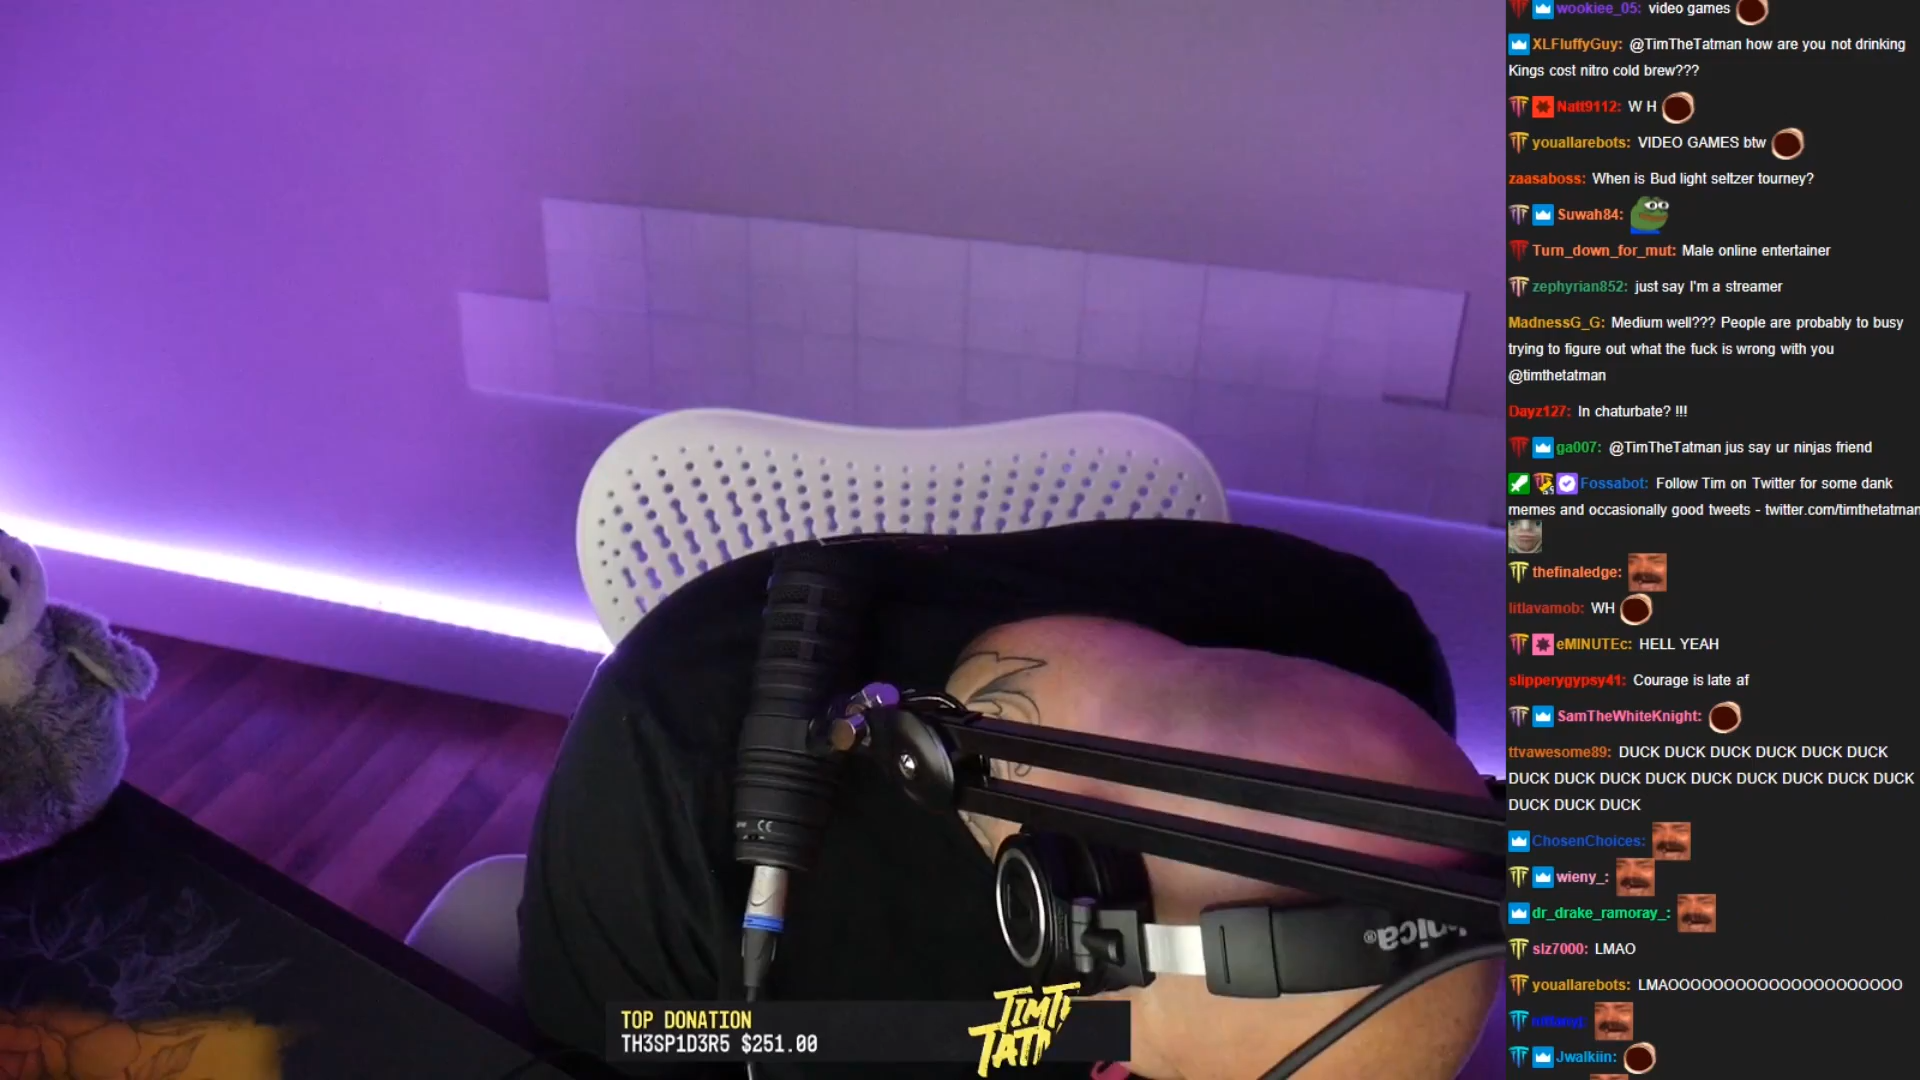 wookiee_05: video games
XLFluffyGuy: @TimTheTatman how are you not drinking
Kings cost nitro cold brew???
Natt9112: W H
youallarebots: VIDEO GAMES btw
zaasaboss: When is Bud light seltzer tourney?
Suwah84:
Turn_down_for_mut: Male online entertainer
zephyrian852: just say I'm a streamer
MadnessG_G: Medium well??? People are probably to busy
trying to figure out what the fuck is wrong with you
@timthetatman
Dayz127: In chaturbate? !!!
ga007: @TimTheTatman jus say ur ninjas friend
Fossabot: Follow Tim on Twitter for some dank
memes and occasionally good tweets - twitter.com/timthetatman
thefinaledge:
litlavamob: WH
eMINUTEc: HELL YEAH
slipperygypsy41: Courage is late af
SamTheWhiteKnight:
ttvawesome89: DUCK DUCK DUCK DUCK DUCK DUCK
DUCK DUCK DUCK DUCK DUCK DUCK DUCK DUCK DUCK
DUCK DUCK DUCK
ChosenChoices:
wieny_:
dr_drake_ramoray_:
siz7000: LMAO
youallarebots: LMAOOOOOOOOOOOOOOOOOOOOO
Jwalkiin:
CE
nica®
TOP DONATION
TH3SP1D3R5 $251.00
TIMTH
TATM